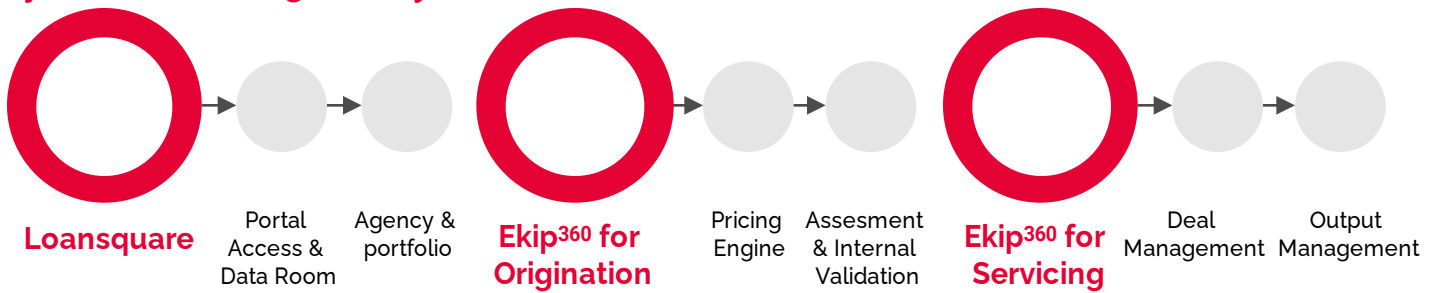 Loansquare
Portal
Access &
Data Room
Agency &
portfolio
Ekip360 for
Origination
Pricing
Engine
Assesment
& Internal
Validation
Ekip360 for
Servicing
Deal
Management
Output
Management